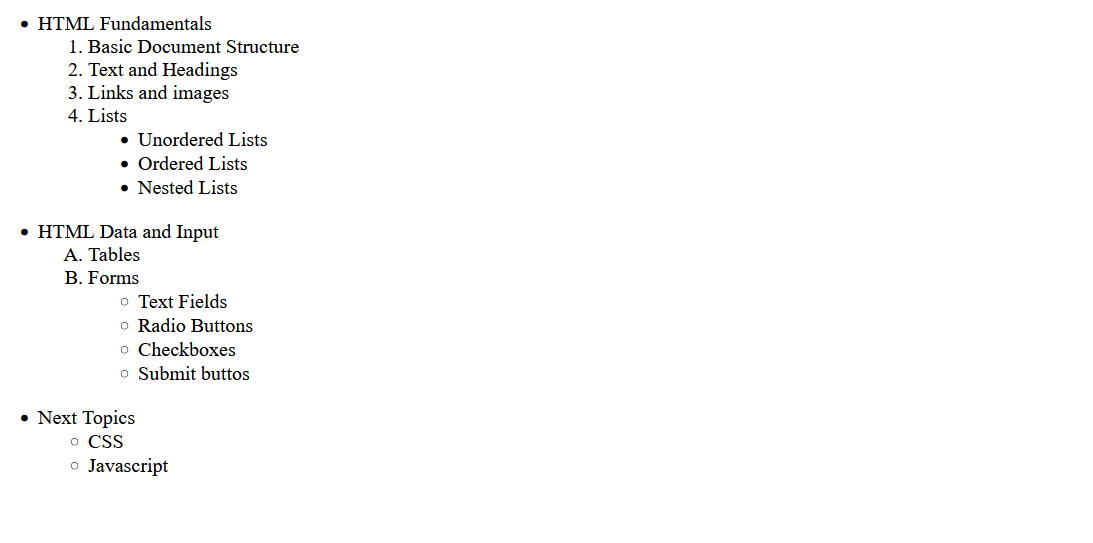 • HTML Fundamentals
1. Basic Document Structure
2. Text and Headings
3. Links and images
4. Lists
• Unordered Lists
• Ordered Lists
• Nested Lists
• HTML Data and Input
A. Tables
B. Forms
○ Text Fields
○ Radio Buttons
○ Checkboxes
○ Submit buttos
• Next Topics
○ CSS
○ Javascript